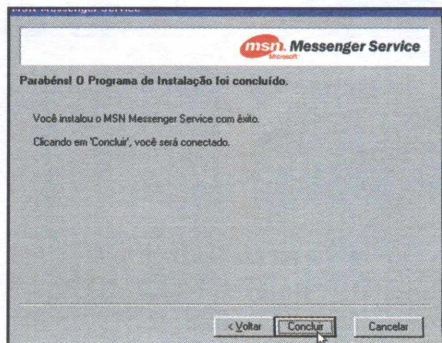 MSN Messenger Service
msn. Messenger Service
Microsoft
Parabéns! O Programa de Instalação foi concluído.
Você instalou o MSN Messenger Service com êxito.
Clicando em 'Concluir', você será conectado.
< Voltar Concluir Cancelar